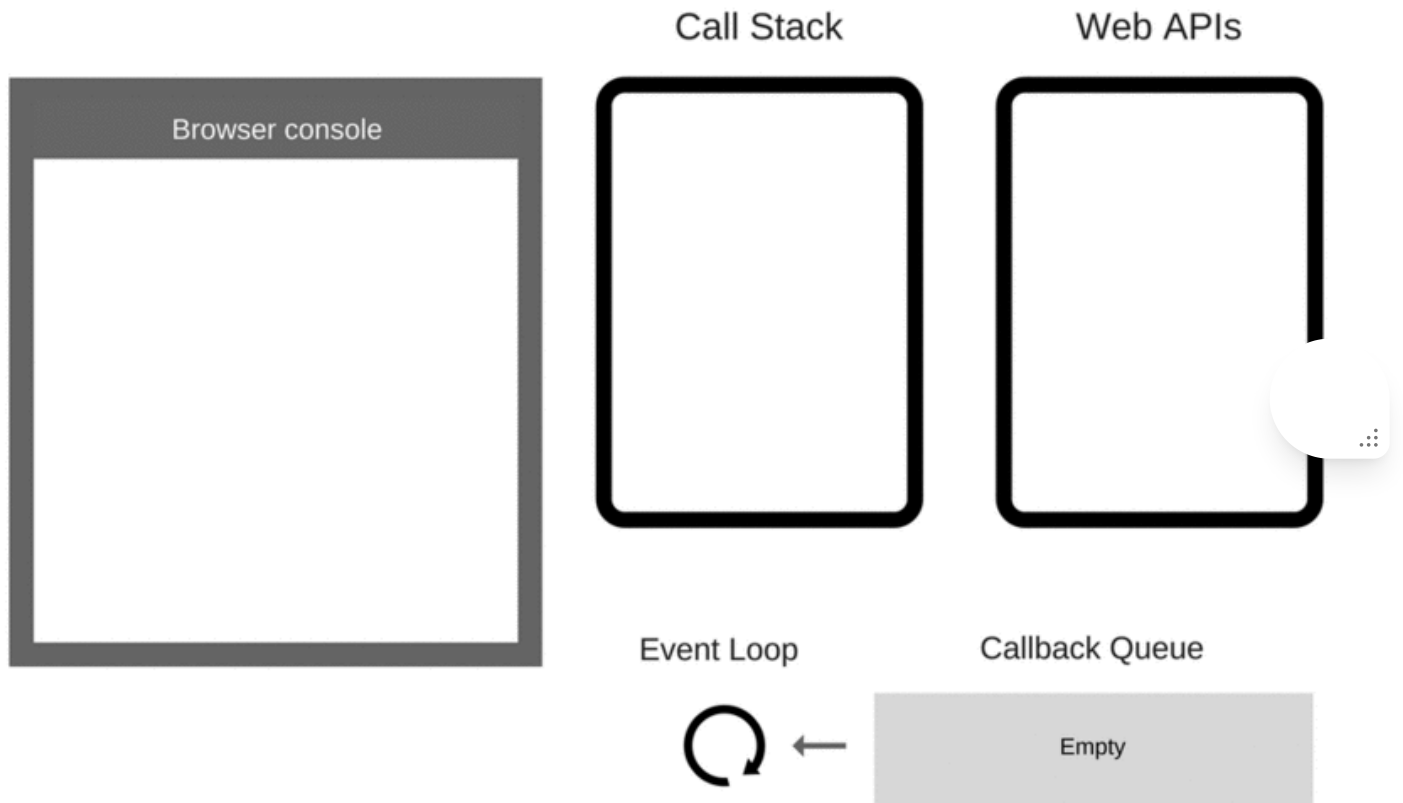 Call Stack
Web APIs
Browser console
Event Loop
Callback Queue
Empty